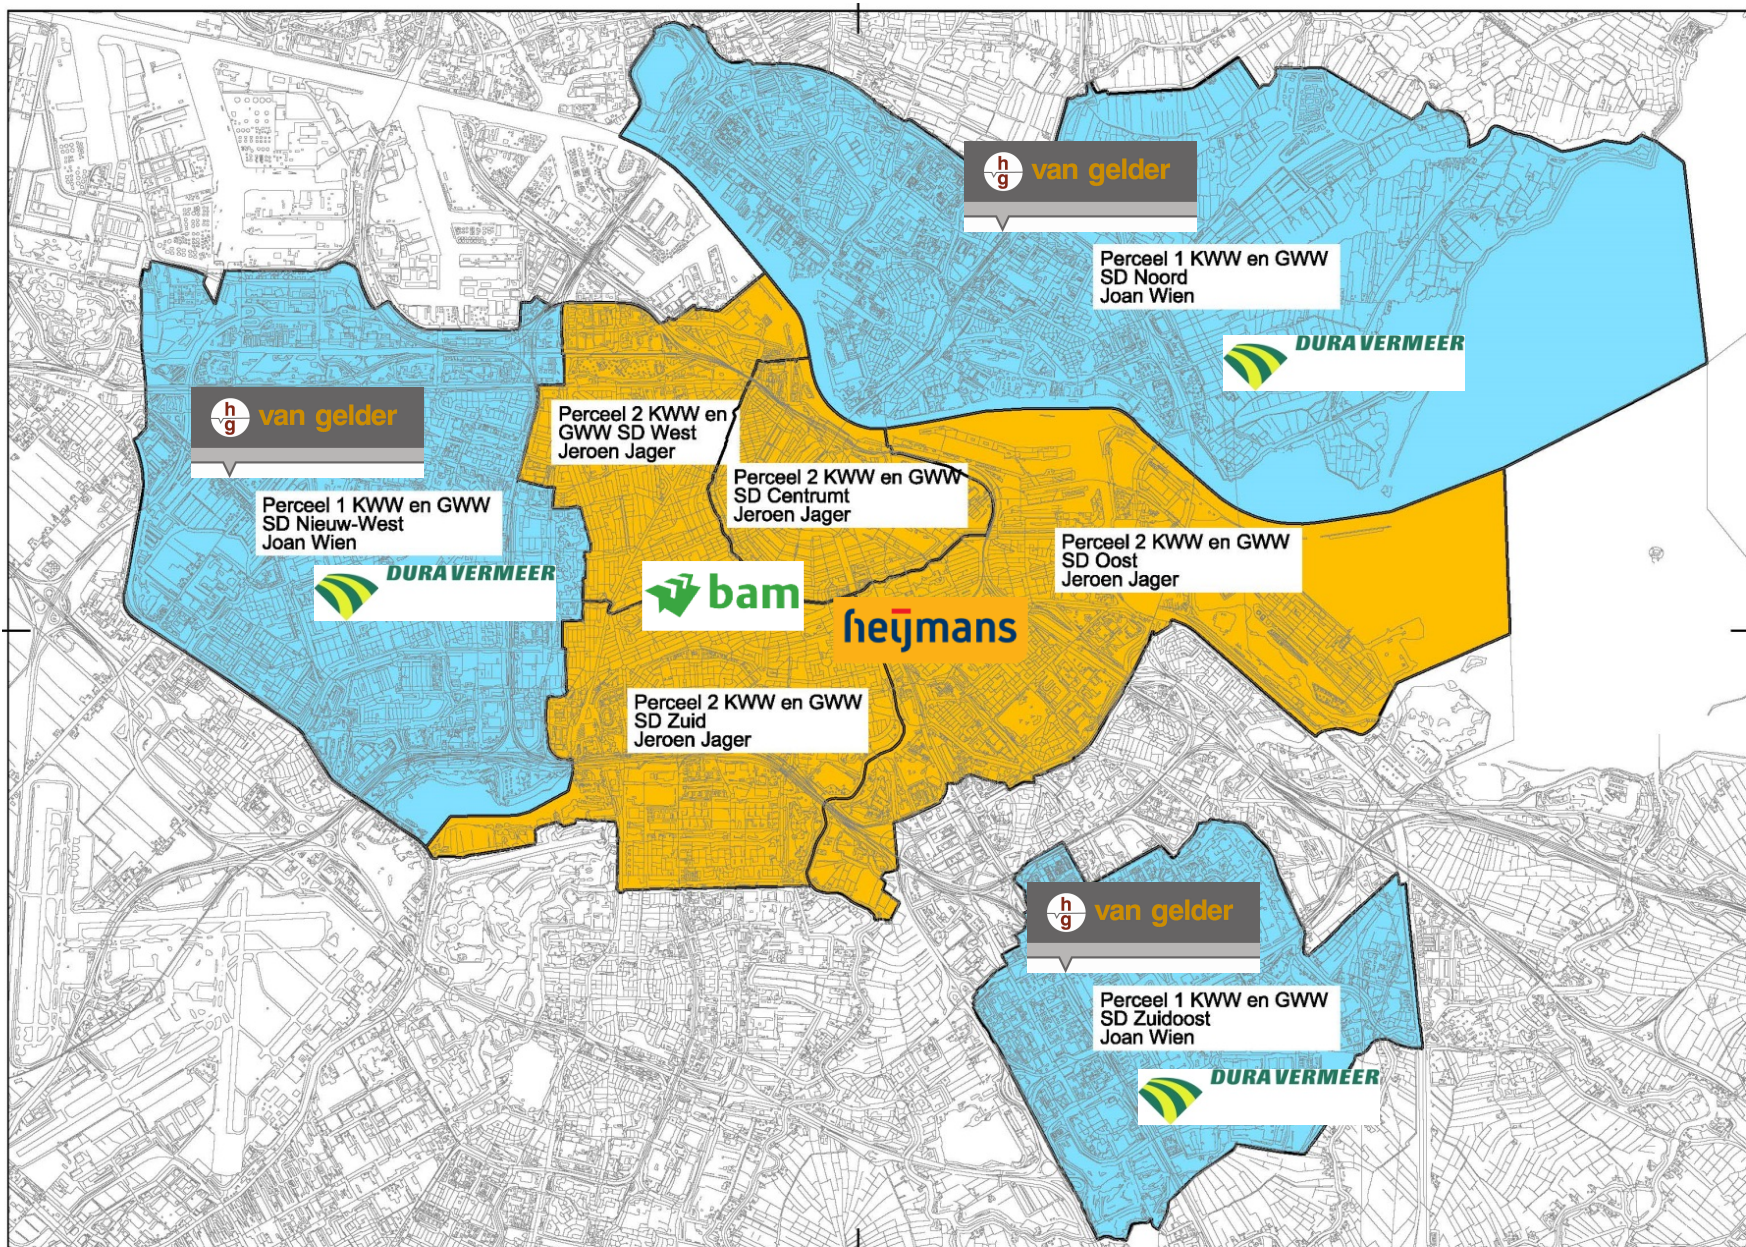 h
g
van gelder
Perceel 1 KWW en GWW
SD Noord
Joan Wien
DURAVERMEER
h
g
van gelder
Perceel 1 KWW en GWW
SD Nieuw-West
Joan Wien
DURAVERMEER
Perceel 2 KWW en
GWW SD West
Jeroen Jager
Perceel 2 KWW en GWW
SD Centrumt
Jeroen Jager
Perceel 2 KWW en GWW
SD Oost
Jeroen Jager
bam
heijmans
Perceel 2 KWW en GWW
SD Zuid
Jeroen Jager
h
g
van gelder
Perceel 1 KWW en GWW
SD Zuidoost
Joan Wien
DURAVERMEER